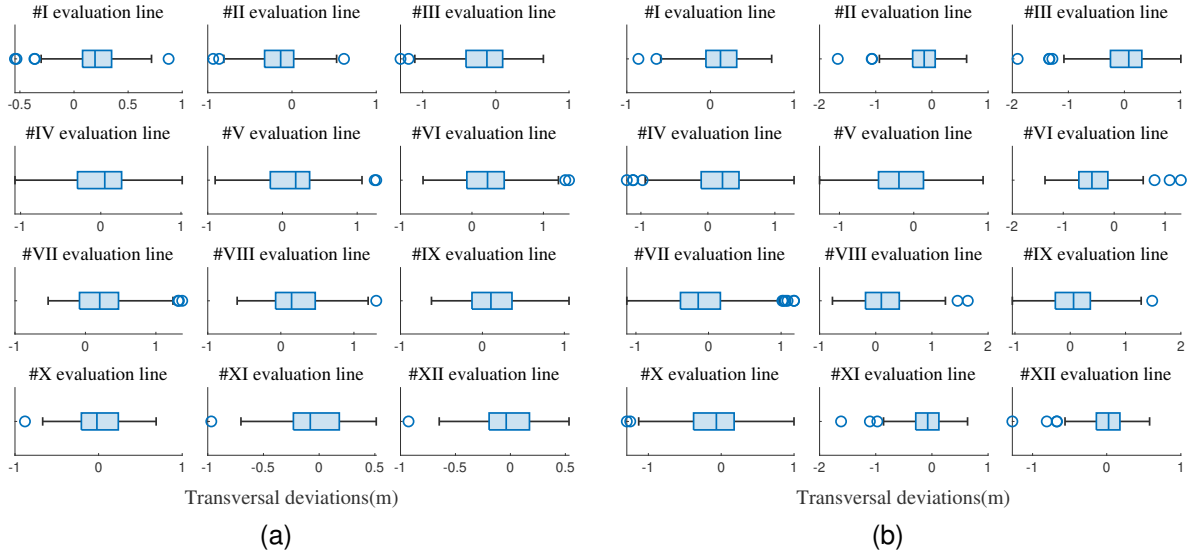 #I evaluation line #II evaluation line #III evaluation line #I evaluation line #II evaluation line #III evaluation line
-0.5 0 0.5 1 -1 0 1 0 1 -1 0 1 -2 -1 0 1 -2 -1 0 1
#IV evaluation line #V evaluation line #VI evaluation line #IV evaluation line #V evaluation line #VI evaluation line
-1 0 1 -1 0 1 -1 0 1 -1 0 1 -1 0 1 -2 -1 0 1
#VII evaluation line #VIII evaluation line #IX evaluation line #VII evaluation line #VIII evaluation line #IX evaluation line
-1 0 1 -1 0 1 -1 0 1 -1 0 1 -1 0 1 2 -1 0 1 2
#X evaluation line #XI evaluation line #XII evaluation line #X evaluation line #XI evaluation line #XII evaluation line
-1 0 1 -1 -0.5 0 0.5 -1 -0.5 0 0.5 -1 0 1 -2 -1 0 1 -1 0 1
Transversal deviations(m) Transversal deviations(m)
(a) (b)